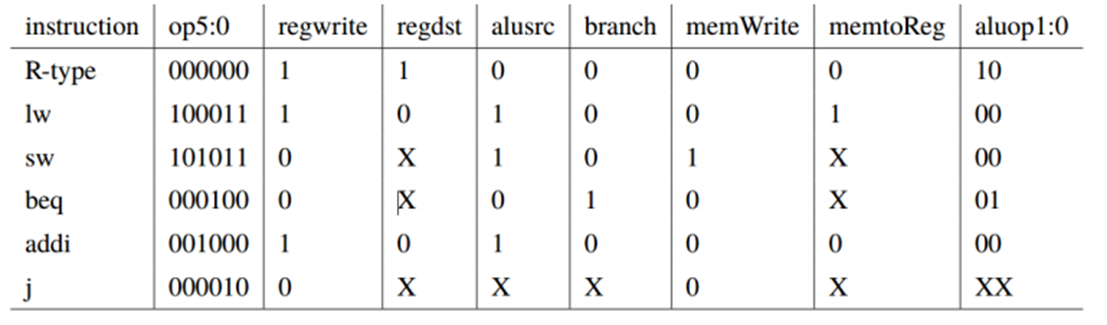 instruction op5:0 regwrite regdst alusrc branch memWrite memtoReg aluop1:0
R-type 000000 1 1 0 0 0 0 10
lw 100011 1 0 1 0 0 1 00
sw 101011 0 X 1 0 1 X 00
beq 000100 0 X 0 1 0 X 01
addi 001000 1 0 1 0 0 0 00
j 000010 0 X X X 0 X XX